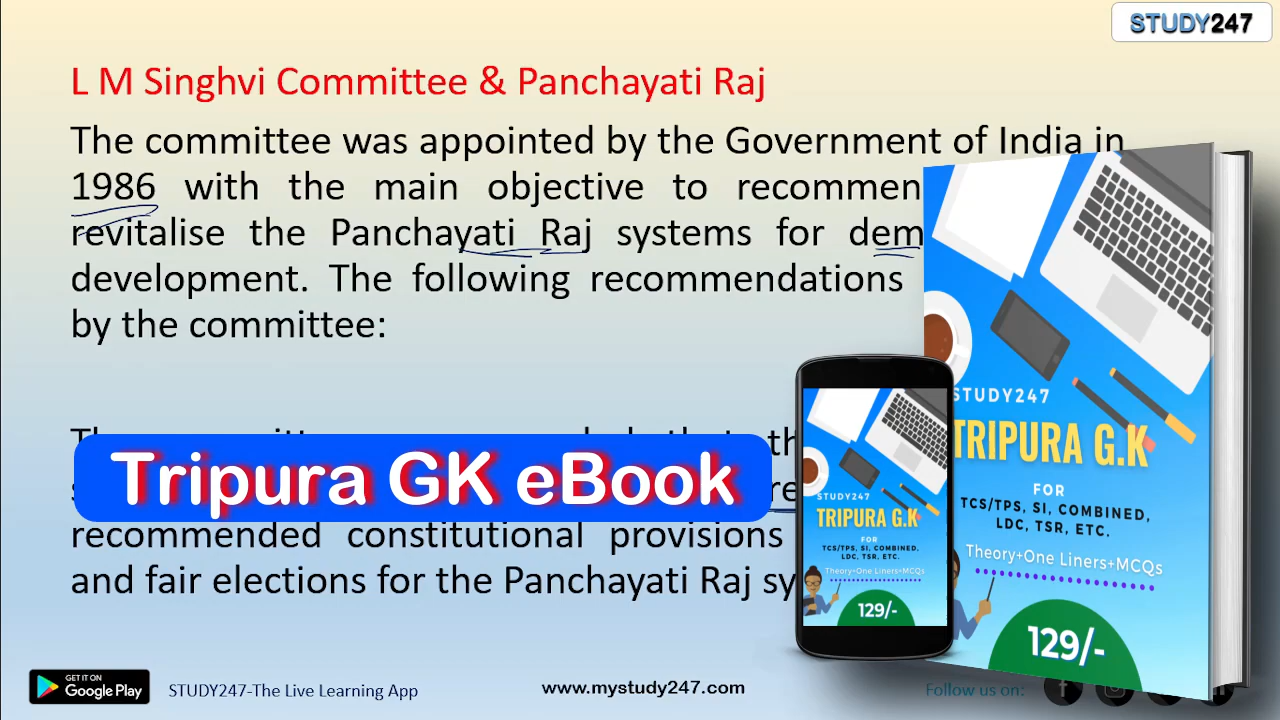 STUDY247
L M Singhvi Committee & Panchayati Raj
The committee was appointed by the Government of India in
1986 with the main objective to
revitalise the Panchayati Raj systems for
development. The following recommendations
by the committee:
Tripura GK eBook
recommended constitutional provisions
and fair elections for the Panchayati Raj
STUDY247
TRIPURA G.K
FOR
TCS/TPS, SI, COMBINED,
LDC, TSR, ETC.
Theory+One Liners+MCQs
129/-
STUDY247
TRIPURA G.K
FOR
TCS/TPS, SI, COMBINED,
LDC, TSR, ETC.
Theory+One Liners+MCQs
129/-
GET IT ON
Google Play
STUDY247-The Live Learning App
www.mystudy247.com
Follow us on: